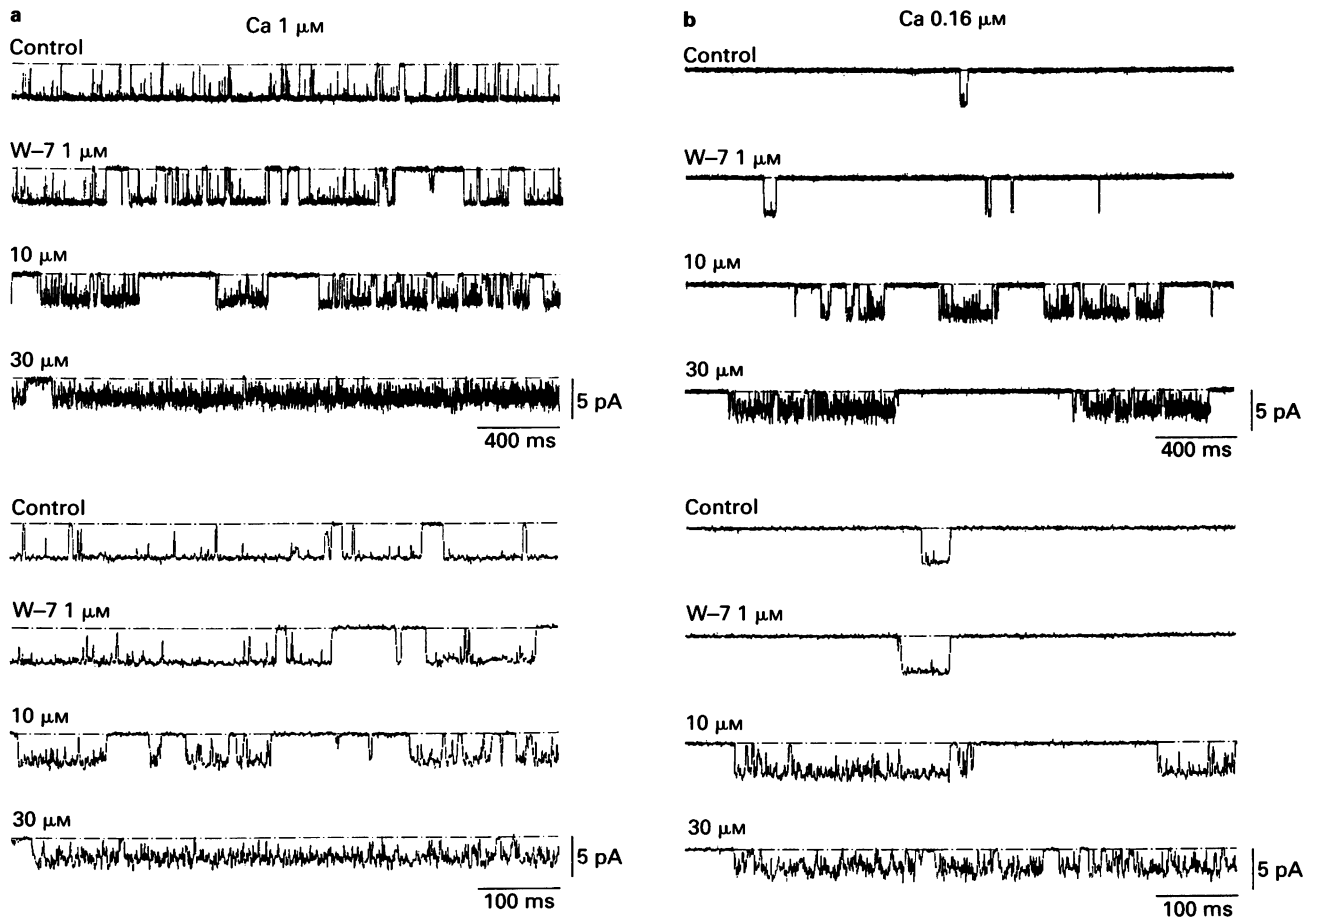 a
Ca 1 μM
Control
W–7 1 μM
10 μM
30 μM
5 pA
400 ms
Control
W–7 1 μM
10 μM
30 μM
5 pA
100 ms
b
Ca 0.16 μM
Control
W–7 1 μM
10 μM
30 μM
5 pA
400 ms
Control
W–7 1 μM
10 μM
30 μM
5 pA
100 ms